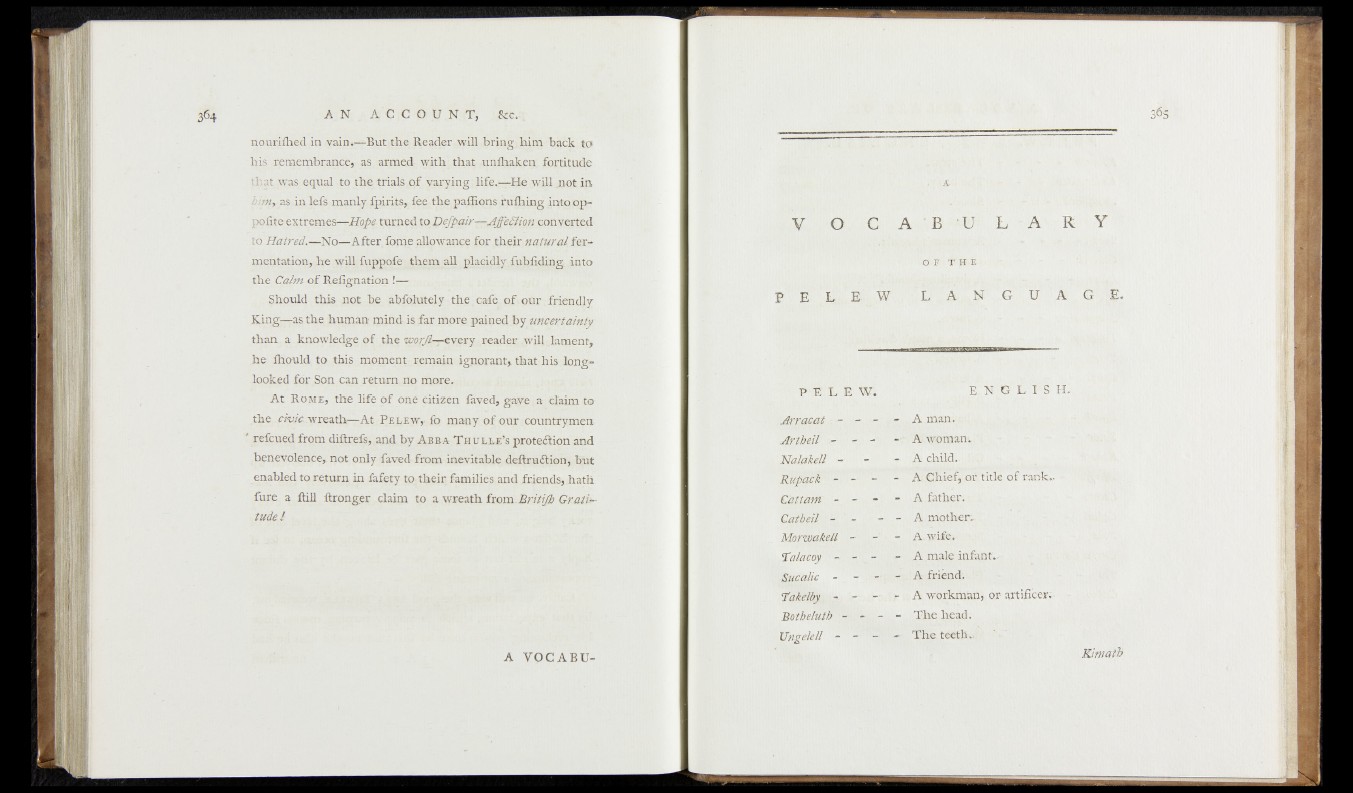 364 AN ACCOUNT, &c.
nouriſhed in vain.—But the Reader will bring him back to
his remembrance, as armed with that unſhaken fortitude
that was equal to the trials of varying life.—He will not in
him, as in leſs manly ſpirits, ſee the paſſions ruſhing into op-
poſite extremes—Hope turned to Deſpair—Affection converted
to Hatred.—No—After ſome allowance for their natural fer-
mentation, he will ſuppoſe them all placidly ſubſiding into
the Calm of Reſignation!—
Should this not be abſolutely the caſe of our friendly
King—as the human mind is far more pained by uncertainty
than a knowledge of the worſt—every reader will lament,
he ſhould to this moment remain ignorant, that his long-
looked for Son can return no more.
At ROME, the life of one citizen ſaved, gave a claim to
the civic wreath—At PELEW, ſo many of our countrymen
reſcued from diſtreſs, and by ABBA THULLE's protection and
benevolence, not only ſaved from inevitable deſtruction, but
enabled to return in ſafety to their families and friends, hath
ſure a ſtill ſtronger claim to a wreath from Britiſh Grati-
tude!
A VOCABU-
365
A
VOCABULARY
OF THE
PELEW LANGUAGE.
PELEW. ENGLISH.
Arracat - - - - A man.
Artheil - - - - A woman.
Nalakell - - - A child.
Rupack - - - - A Chief, or title of rank.
Cattam - - - - A father.
Catheil - - - - A mother.
Morwakell - - - A wife.
Talacoy - - - - A male infant.
Sucalic - - - - A friend.
Takelby - - - - A workman, or artificer.
Botheluth - - - - The head.
Ungelell - - - - The teeth.
Kimath